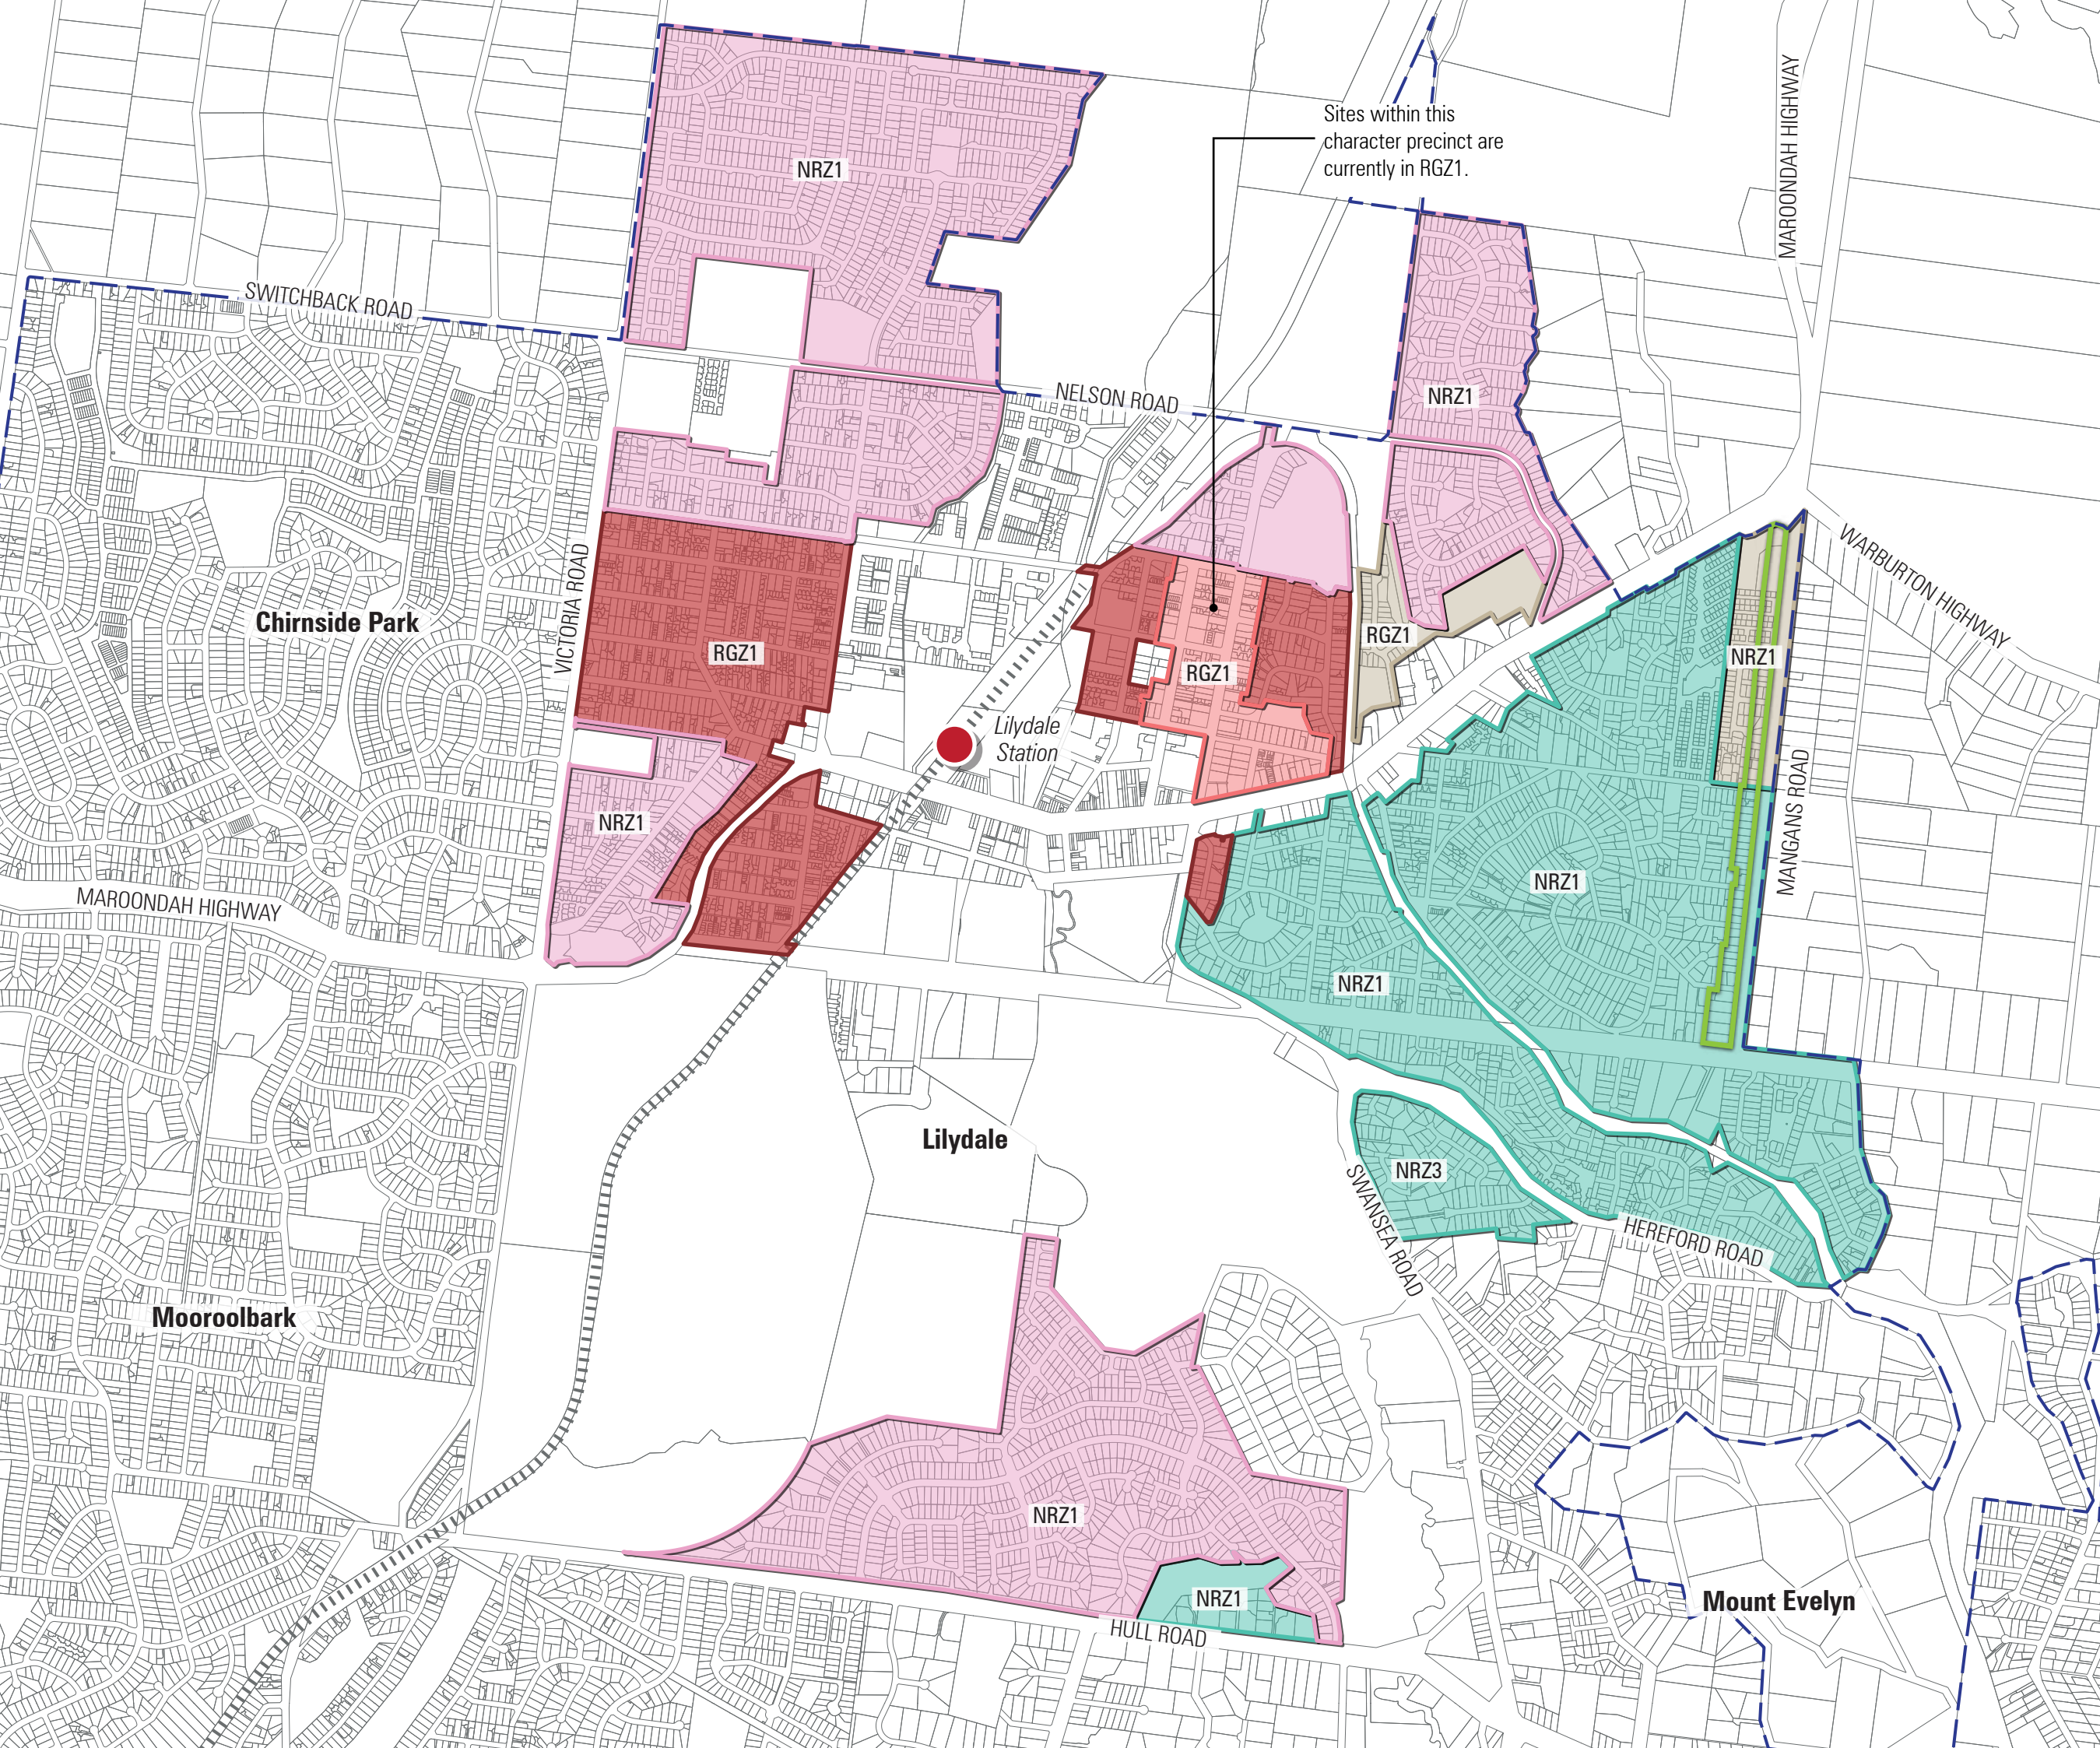 MAROONDAH HIGHWAY
Sites within this
character precinct are
currently in RGZ1.
NRZ1
SWITCHBACK ROAD
NELSON ROAD
NRZ1
WARBURTON HIGHWAY
VICTORIA ROAD
Chirnside Park
RGZ1
RGZ1
RGZ1
NRZ1
Lilydale
Station
NRZ1
MANGANS ROAD
NRZ1
MAROONDAH HIGHWAY
NRZ1
Lilydale
NRZ3
SWANSEA ROAD
HEREFORD ROAD
Mooroolbark
NRZ1
NRZ1
Mount Evelyn
HULL ROAD